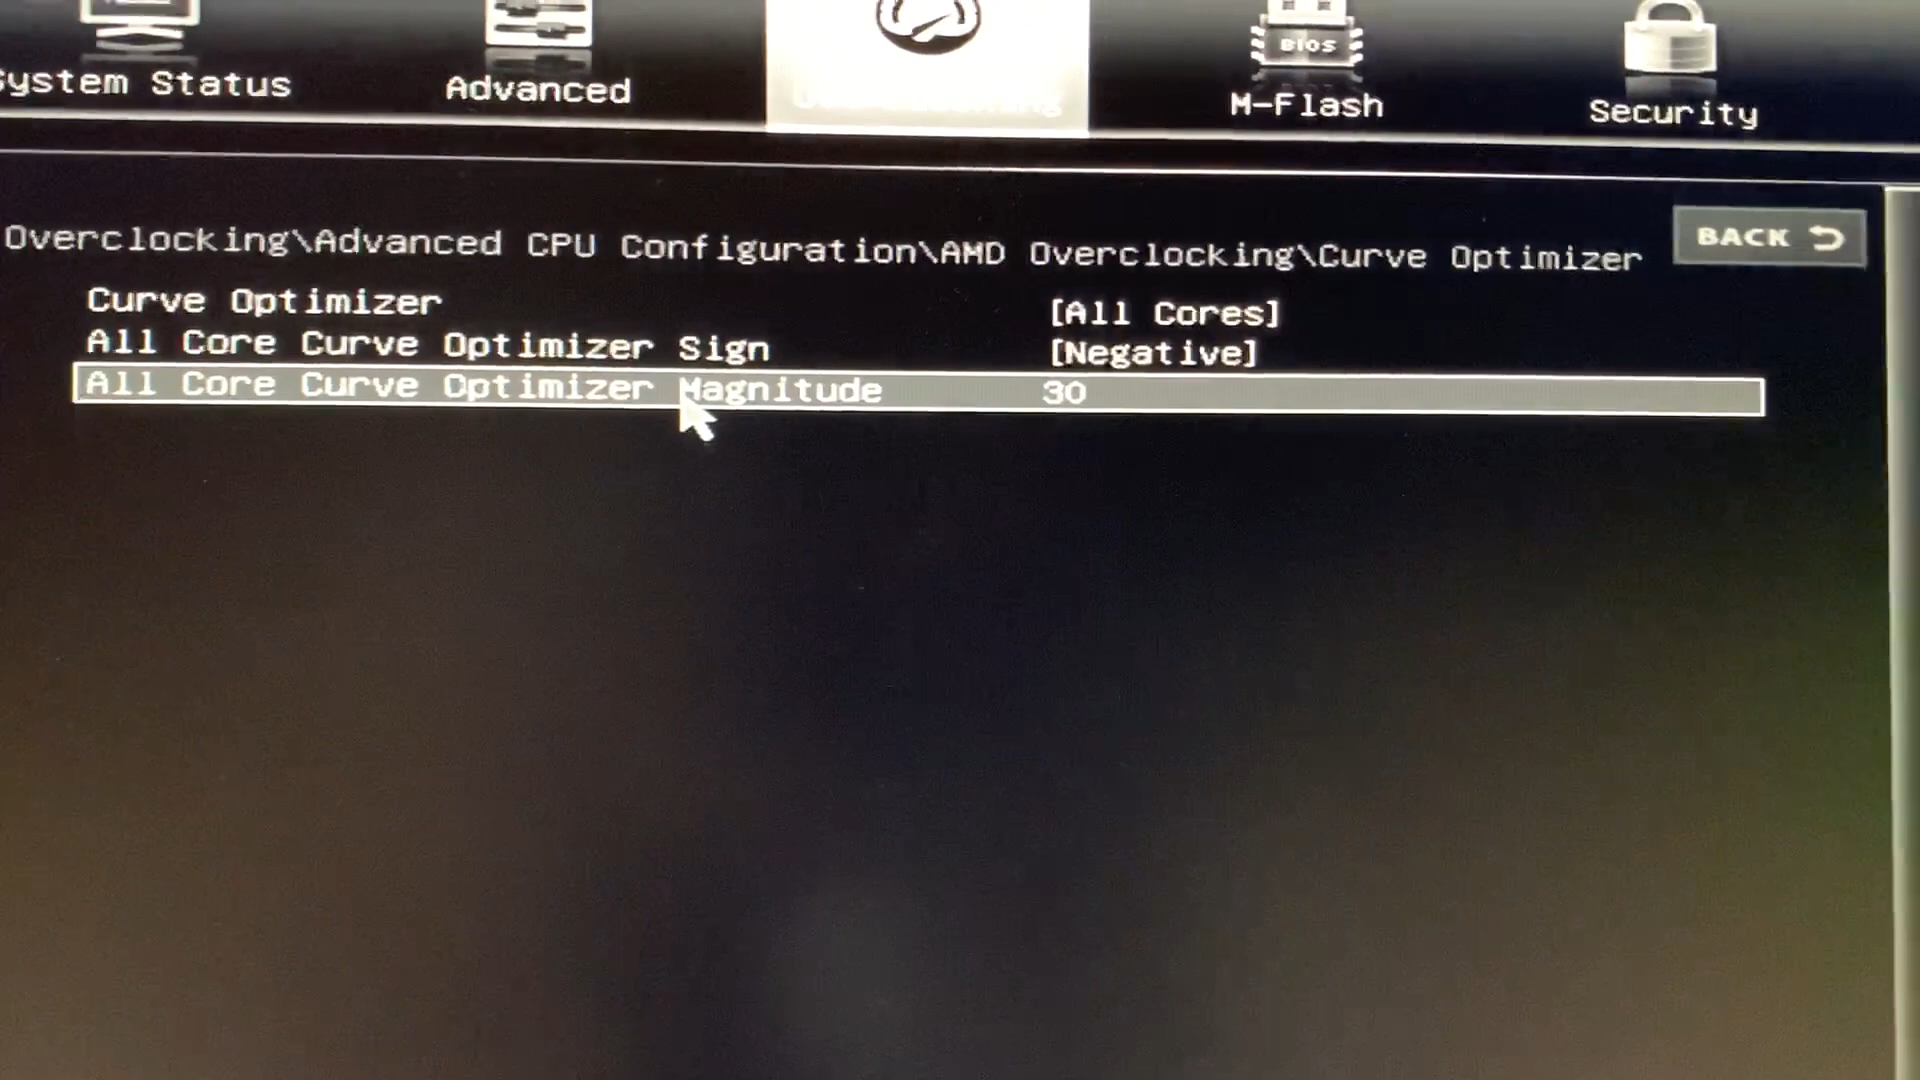 System Status
Advanced
M-Flash
BIOS
Security
Overclocking\Advanced CPU Configuration\AMD Overclocking\Curve Optimizer
BACK
Curve Optimizer [All Cores]
All Core Curve Optimizer Sign [Negative]
All Core Curve Optimizer Magnitude 30